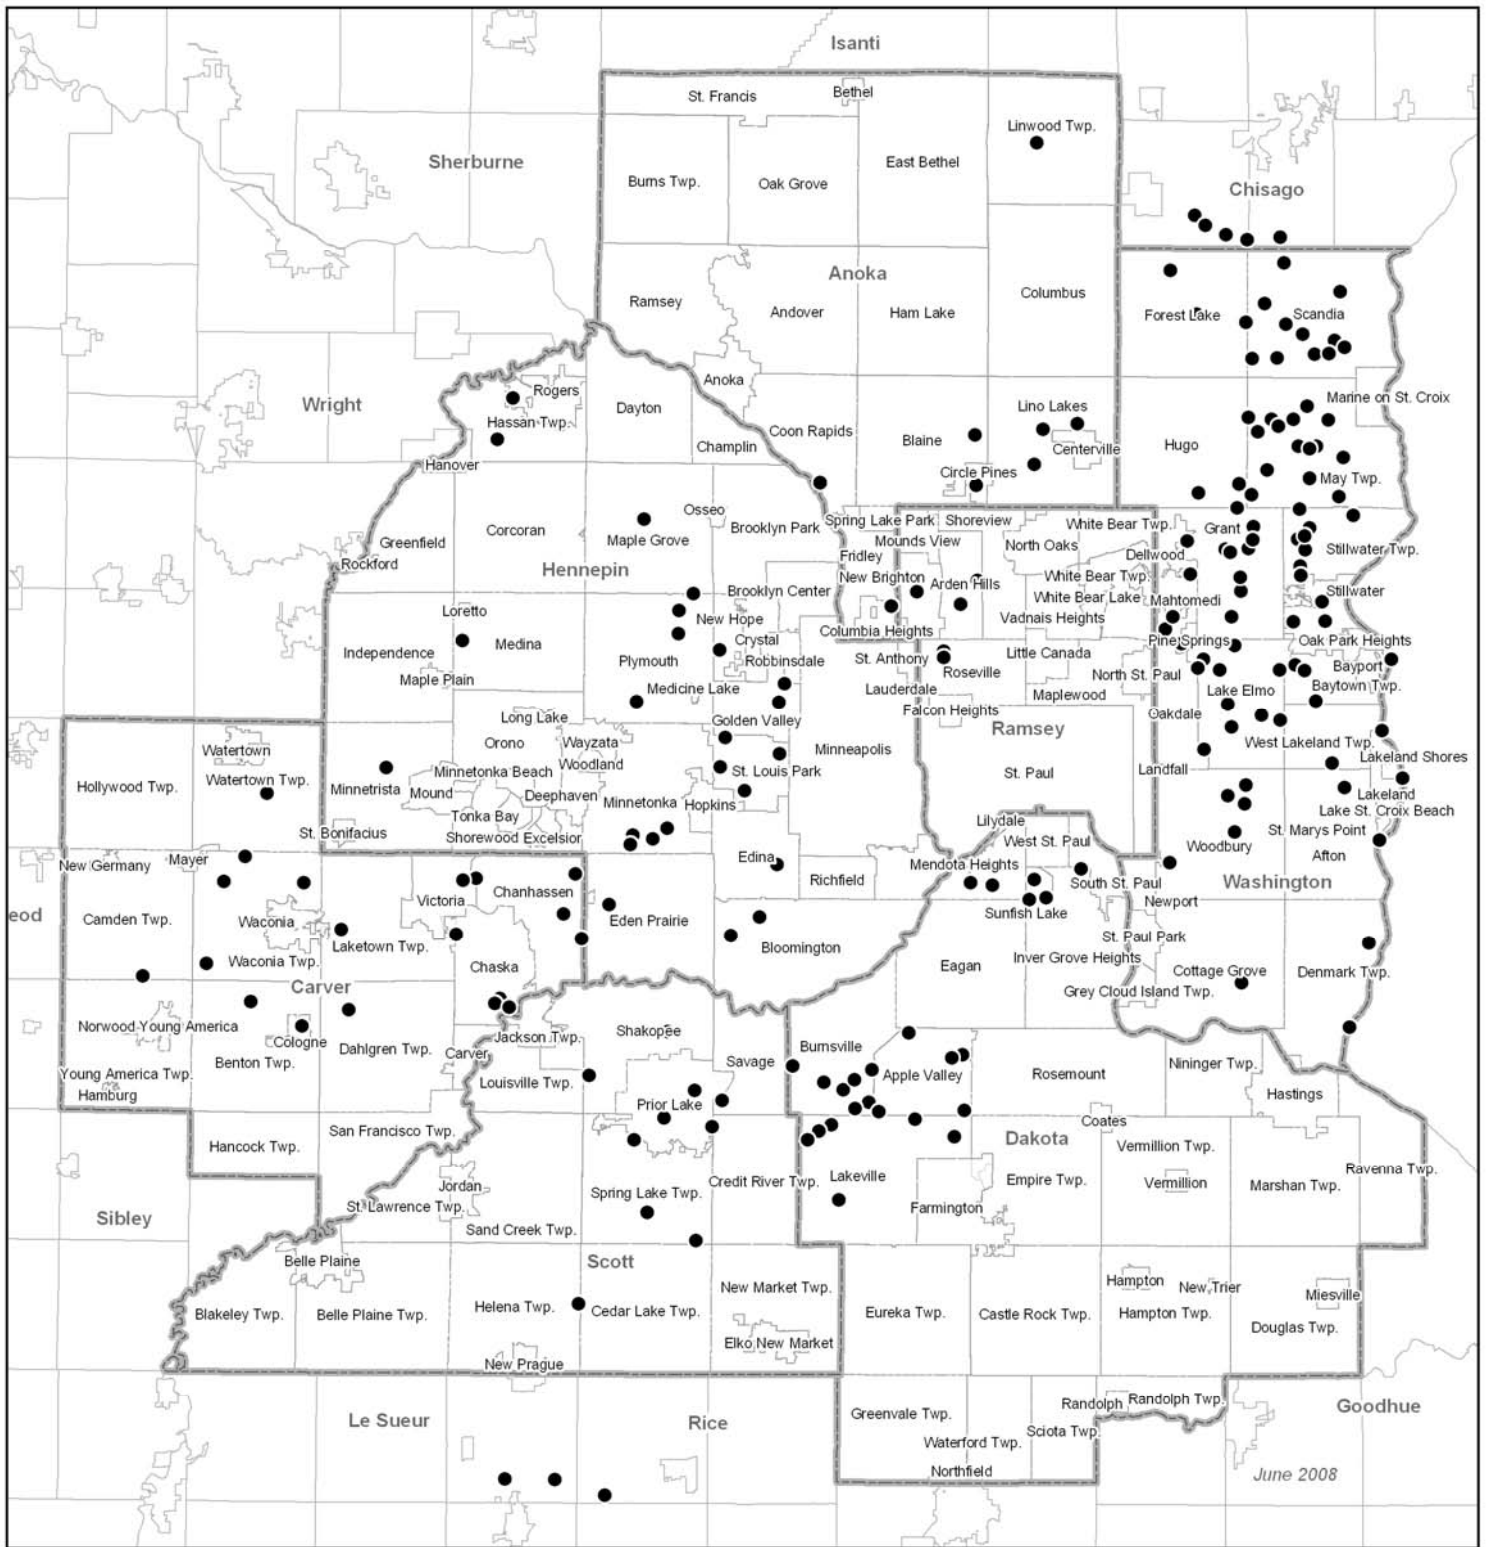 Isanti
St. Francis
Bethel
Linwood Twp.
Sherburne
East Bethel
Burns Twp.
Oak Grove
Chisago
Anoka
Columbus
Ramsey
Andover
Ham Lake
Forest Lake
Scandia
Anoka
Rogers
Wright
Dayton
Marine on St. Croix
Lino Lakes
Hassan Twp.
Coon Rapids
Blaine
Champlin
Centerville
Hugo
Hanover
Circle Pines
May Twp.
Osseo
Spring Lake Park
Shoreview
White Bear Twp.
Brooklyn Park
Grant
Corcoran
Maple Grove
Mounds View
North Oaks
Greenfield
Fridley
Dellwood
Stillwater Twp.
Rockford
Hennepin
New Brighton
Arden Hills
White Bear Twp.
Brooklyn Center
White Bear Lake
Mahtomedi
Stillwater
Loretto
New Hope
Vadnais Heights
Columbia Heights
Crystal
Pine Springs
Oak Park Heights
Medina
Independence
Plymouth
Robbinsdale
St. Anthony
Little Canada
Bayport
Roseville
North St. Paul
Maple Plain
Medicine Lake
Lauderdale
Maplewood
Lake Elmo
Baytown Twp.
Falcon Heights
Oakdale
Long Lake
Golden Valley
Ramsey
Orono
Wayzata
Minneapolis
West Lakeland Twp.
Watertown
Woodland
Lakeland Shores
Minnetonka Beach
St. Louis Park
St. Paul
Landfall
Watertown Twp.
Hollywood Twp.
Minnetrista
Mound
Deephaven
Minnetonka
Hopkins
Lakeland
Tonka Bay
Lake St. Croix Beach
Lilydale
St. Bonifacius
Shorewood
Excelsior
West St. Paul
St. Marys Point
Woodbury
Edina
Afton
New Germany
Mayer
Mendota Heights
Richfield
South St. Paul
Washington
Victoria
Chanhassen
Newport
eod
Camden Twp.
Waconia
Eden Prairie
Sunfish Lake
St. Paul Park
Laketown Twp.
Bloomington
Waconia Twp.
Chaska
Eagan
Inver Grove Heights
Cottage Grove
Denmark Twp.
Carver
Grey Cloud Island Twp.
Norwood Young America
Shakopee
Cologne
Jackson Twp.
Burnsville
Dahlgren Twp.
Carver
Benton Twp.
Savage
Nininger Twp.
Young America Twp.
Louisville Twp.
Apple Valley
Rosemount
Hamburg
Hastings
Prior Lake
Coates
San Francisco Twp.
Hancock Twp.
Dakota
Vermillion Twp.
Ravenna Twp.
Jordan
Credit River Twp.
Lakeville
Empire Twp.
Vermillion
Marshan Twp.
Spring Lake Twp.
St. Lawrence Twp.
Farmington
Sibley
Sand Creek Twp.
Belle Plaine
Scott
Hampton
New Trier
New Market Twp.
Miesville
Blakeley Twp.
Belle Plaine Twp.
Helena Twp.
Cedar Lake Twp.
Eureka Twp.
Castle Rock Twp.
Hampton Twp.
Douglas Twp.
Elko New Market
New Prague
Randolph
Randolph Twp.
Goodhue
Le Sueur
Rice
Greenvale Twp.
Sciota Twp.
Waterford Twp.
Northfield
June 2008